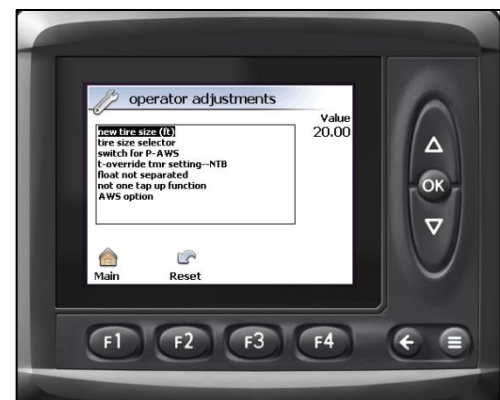 operator adjustments
Value
new tire size (ft)
20.00
tire size selector
switch for P-AWS
t-override tmr setting--NTB
float not separated
not one tap up function
AWS option
Main
Reset
OK
F1
F2
F3
F4